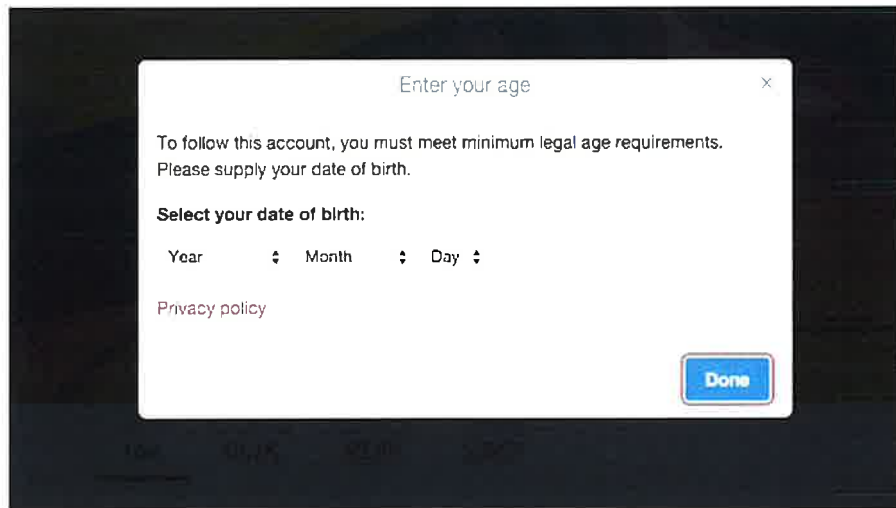 Enter your age
×
To follow this account, you must meet minimum legal age requirements.
Please supply your date of birth.
Select your date of birth:
Year Month Day
Privacy policy
Done